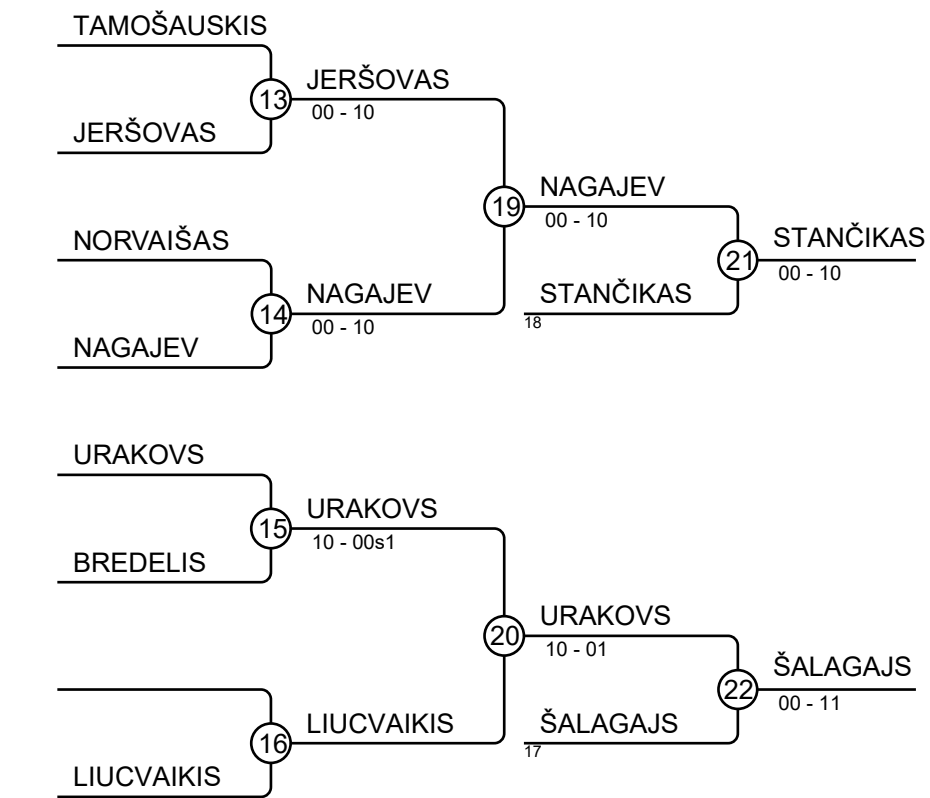 TAMOŠAUSKIS
13
JERŠOVAS
00 - 10
JERŠOVAS
19
NAGAJEV
00 - 10
NORVAIŠAS
14
NAGAJEV
00 - 10
NAGAJEV
21
STANČIKAS
00 - 10
STANČIKAS
18
URAKOVS
15
URAKOVS
10 - 00s1
BREDELIS
20
URAKOVS
10 - 01
16
LIUCVAIKIS
LIUCVAIKIS
22
ŠALAGAJS
00 - 11
ŠALAGAJS
17